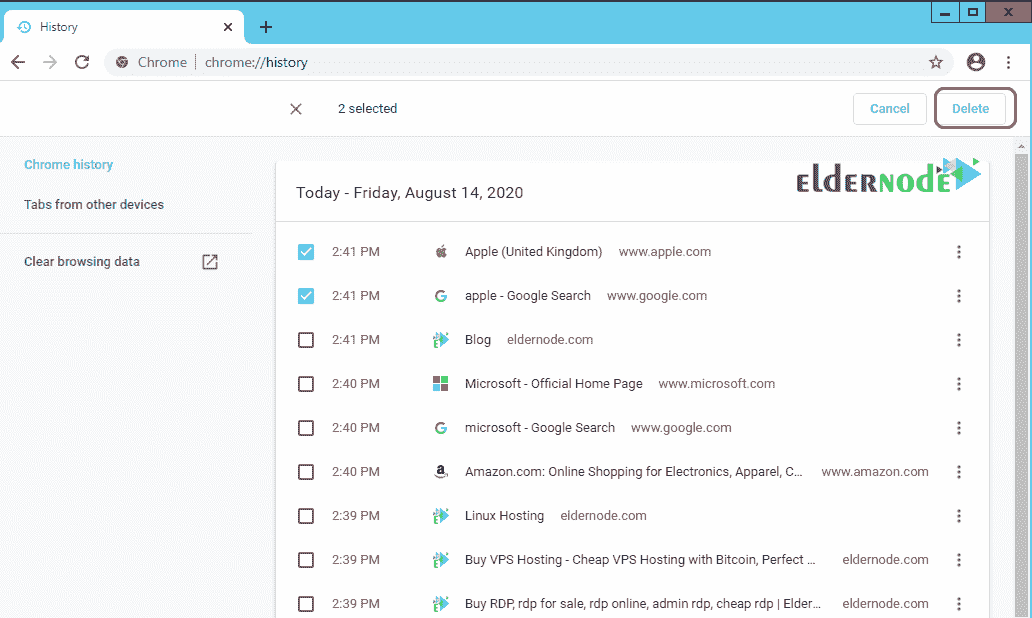 History
Chrome chrome://history
2 selected Cancel Delete
Chrome history
Tabs from other devices
Clear browsing data
ELDERNODE
Today - Friday, August 14, 2020
2:41 PM Apple (United Kingdom) www.apple.com
2:41 PM apple - Google Search www.google.com
2:41 PM Blog eldernode.com
2:40 PM Microsoft - Official Home Page www.microsoft.com
2:40 PM microsoft - Google Search www.google.com
2:40 PM Amazon.com: Online Shopping for Electronics, Apparel, C... www.amazon.com
2:39 PM Linux Hosting eldernode.com
2:39 PM Buy VPS Hosting - Cheap VPS Hosting with Bitcoin, Perfect ... eldernode.com
2:39 PM Buy RDP, rdp for sale, rdp online, admin rdp, cheap rdp | Elder... eldernode.com